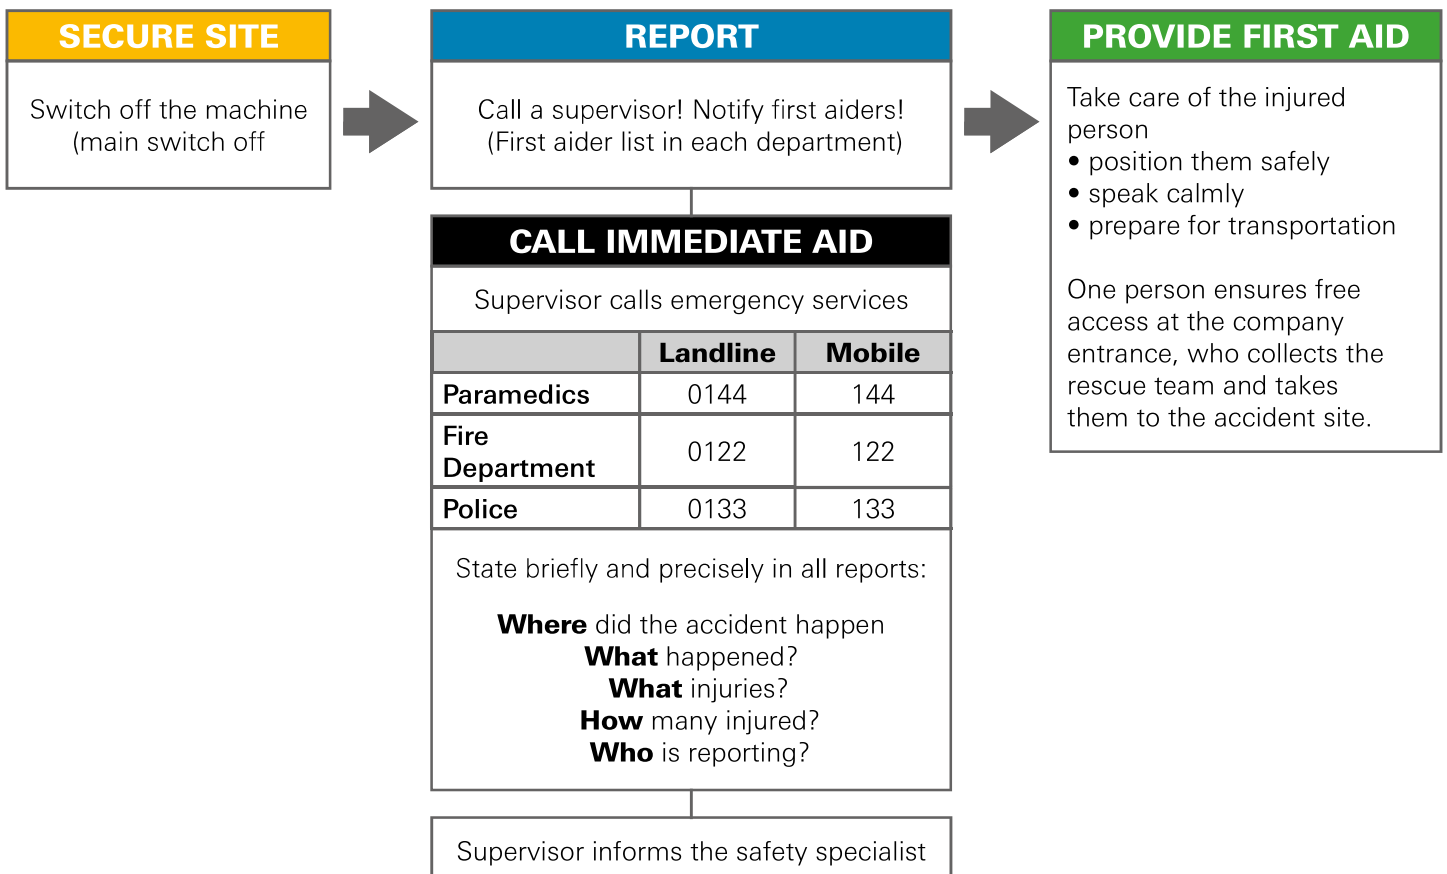 SECURE SITE
Switch off the machine
(main switch off
REPORT
Call a supervisor! Notify first aiders!
(First aider list in each department)
CALL IMMEDIATE AID
Supervisor calls emergency services
Landline Mobile
Paramedics 0144 144
Fire
Department 0122 122
Police 0133 133
State briefly and precisely in all reports:
Where did the accident happen
What happened?
What injuries?
How many injured?
Who is reporting?
Supervisor informs the safety specialist
PROVIDE FIRST AID
Take care of the injured
person
• position them safely
• speak calmly
• prepare for transportation
One person ensures free
access at the company
entrance, who collects the
rescue team and takes
them to the accident site.